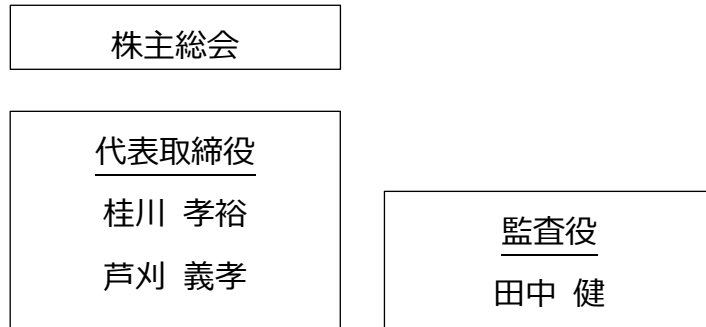 株主総会
代表取締役
桂川 孝裕
芦刈 義孝
監査役
田中 健